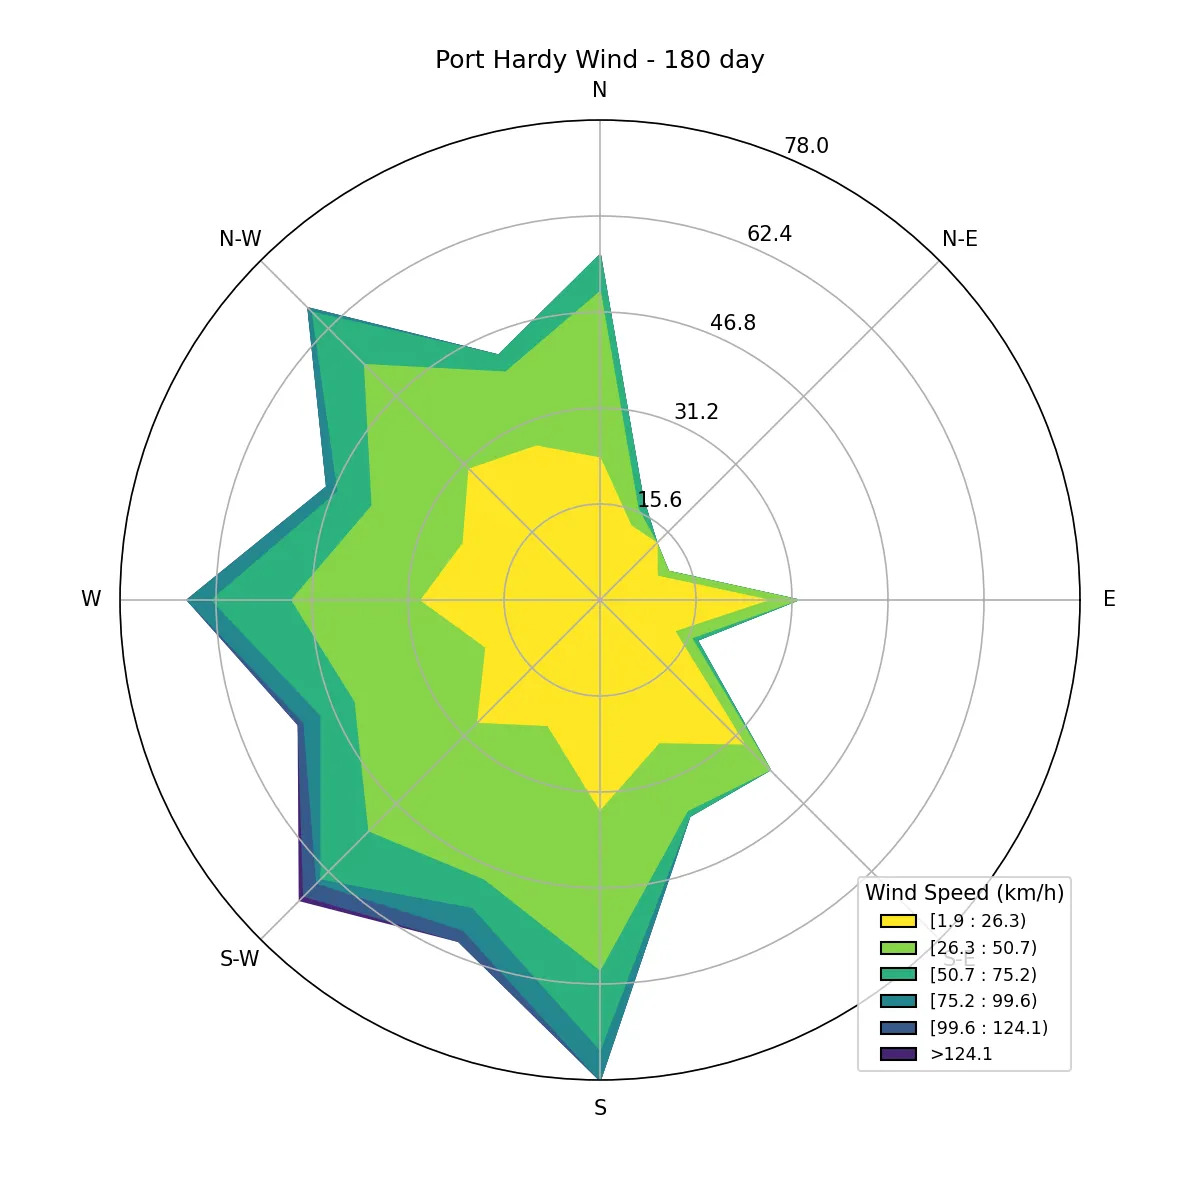 Port Hardy Wind - 180 day
N
78.0
N-W
62.4
N-E
46.8
31.2
15.6
W
E
S-W
S-E
S
Wind Speed (km/h)
[1.9 : 26.3)
[26.3 : 50.7)
[50.7 : 75.2)
[75.2 : 99.6)
[99.6 : 124.1)
>124.1